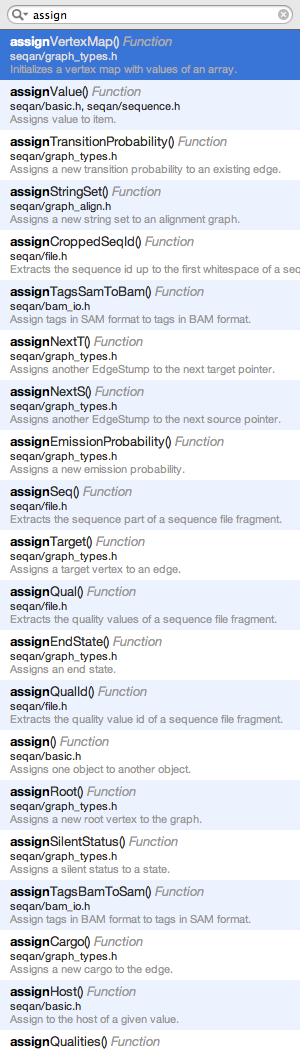 assign
assignVertexMap() Function
seqan/graph_types.h
Initializes a vertex map with values of an array.
assignValue() Function
seqan/basic.h, seqan/sequence.h
Assigns value to item.
assignTransitionProbability() Function
seqan/graph_types.h
Assigns a new transition probability to an existing edge.
assignStringSet() Function
seqan/graph_align.h
Assigns a new string set to an alignment graph.
assignCroppedSeqId() Function
seqan/file.h
Extracts the sequence id up to the first whitespace of a seq
assignTagsSamToBam() Function
seqan/bam_io.h
Assign tags in SAM format to tags in BAM format.
assignNextT() Function
seqan/graph_types.h
Assigns another EdgeStump to the next target pointer.
assignNextS() Function
seqan/graph_types.h
Assigns another EdgeStump to the next source pointer.
assignEmissionProbability() Function
seqan/graph_types.h
Assigns a new emission probability.
assignSeq() Function
seqan/file.h
Extracts the sequence part of a sequence file fragment.
assignTarget() Function
seqan/graph_types.h
Assigns a target vertex to an edge.
assignQual() Function
seqan/file.h
Extracts the quality values of a sequence file fragment.
assignEndState() Function
seqan/graph_types.h
Assigns an end state.
assignQualId() Function
seqan/file.h
Extracts the quality value id of a sequence file fragment.
assign() Function
seqan/basic.h
Assigns one object to another object.
assignRoot() Function
seqan/graph_types.h
Assigns a new root vertex to the graph.
assignSilentStatus() Function
seqan/graph_types.h
Assigns a silent status to a state.
assignTagsBamToSam() Function
seqan/bam_io.h
Assign tags in BAM format to tags in SAM format.
assignCargo() Function
seqan/graph_types.h
Assigns a new cargo to the edge.
assignHost() Function
seqan/basic.h
Assign to the host of a given value.
assignQualities() Function